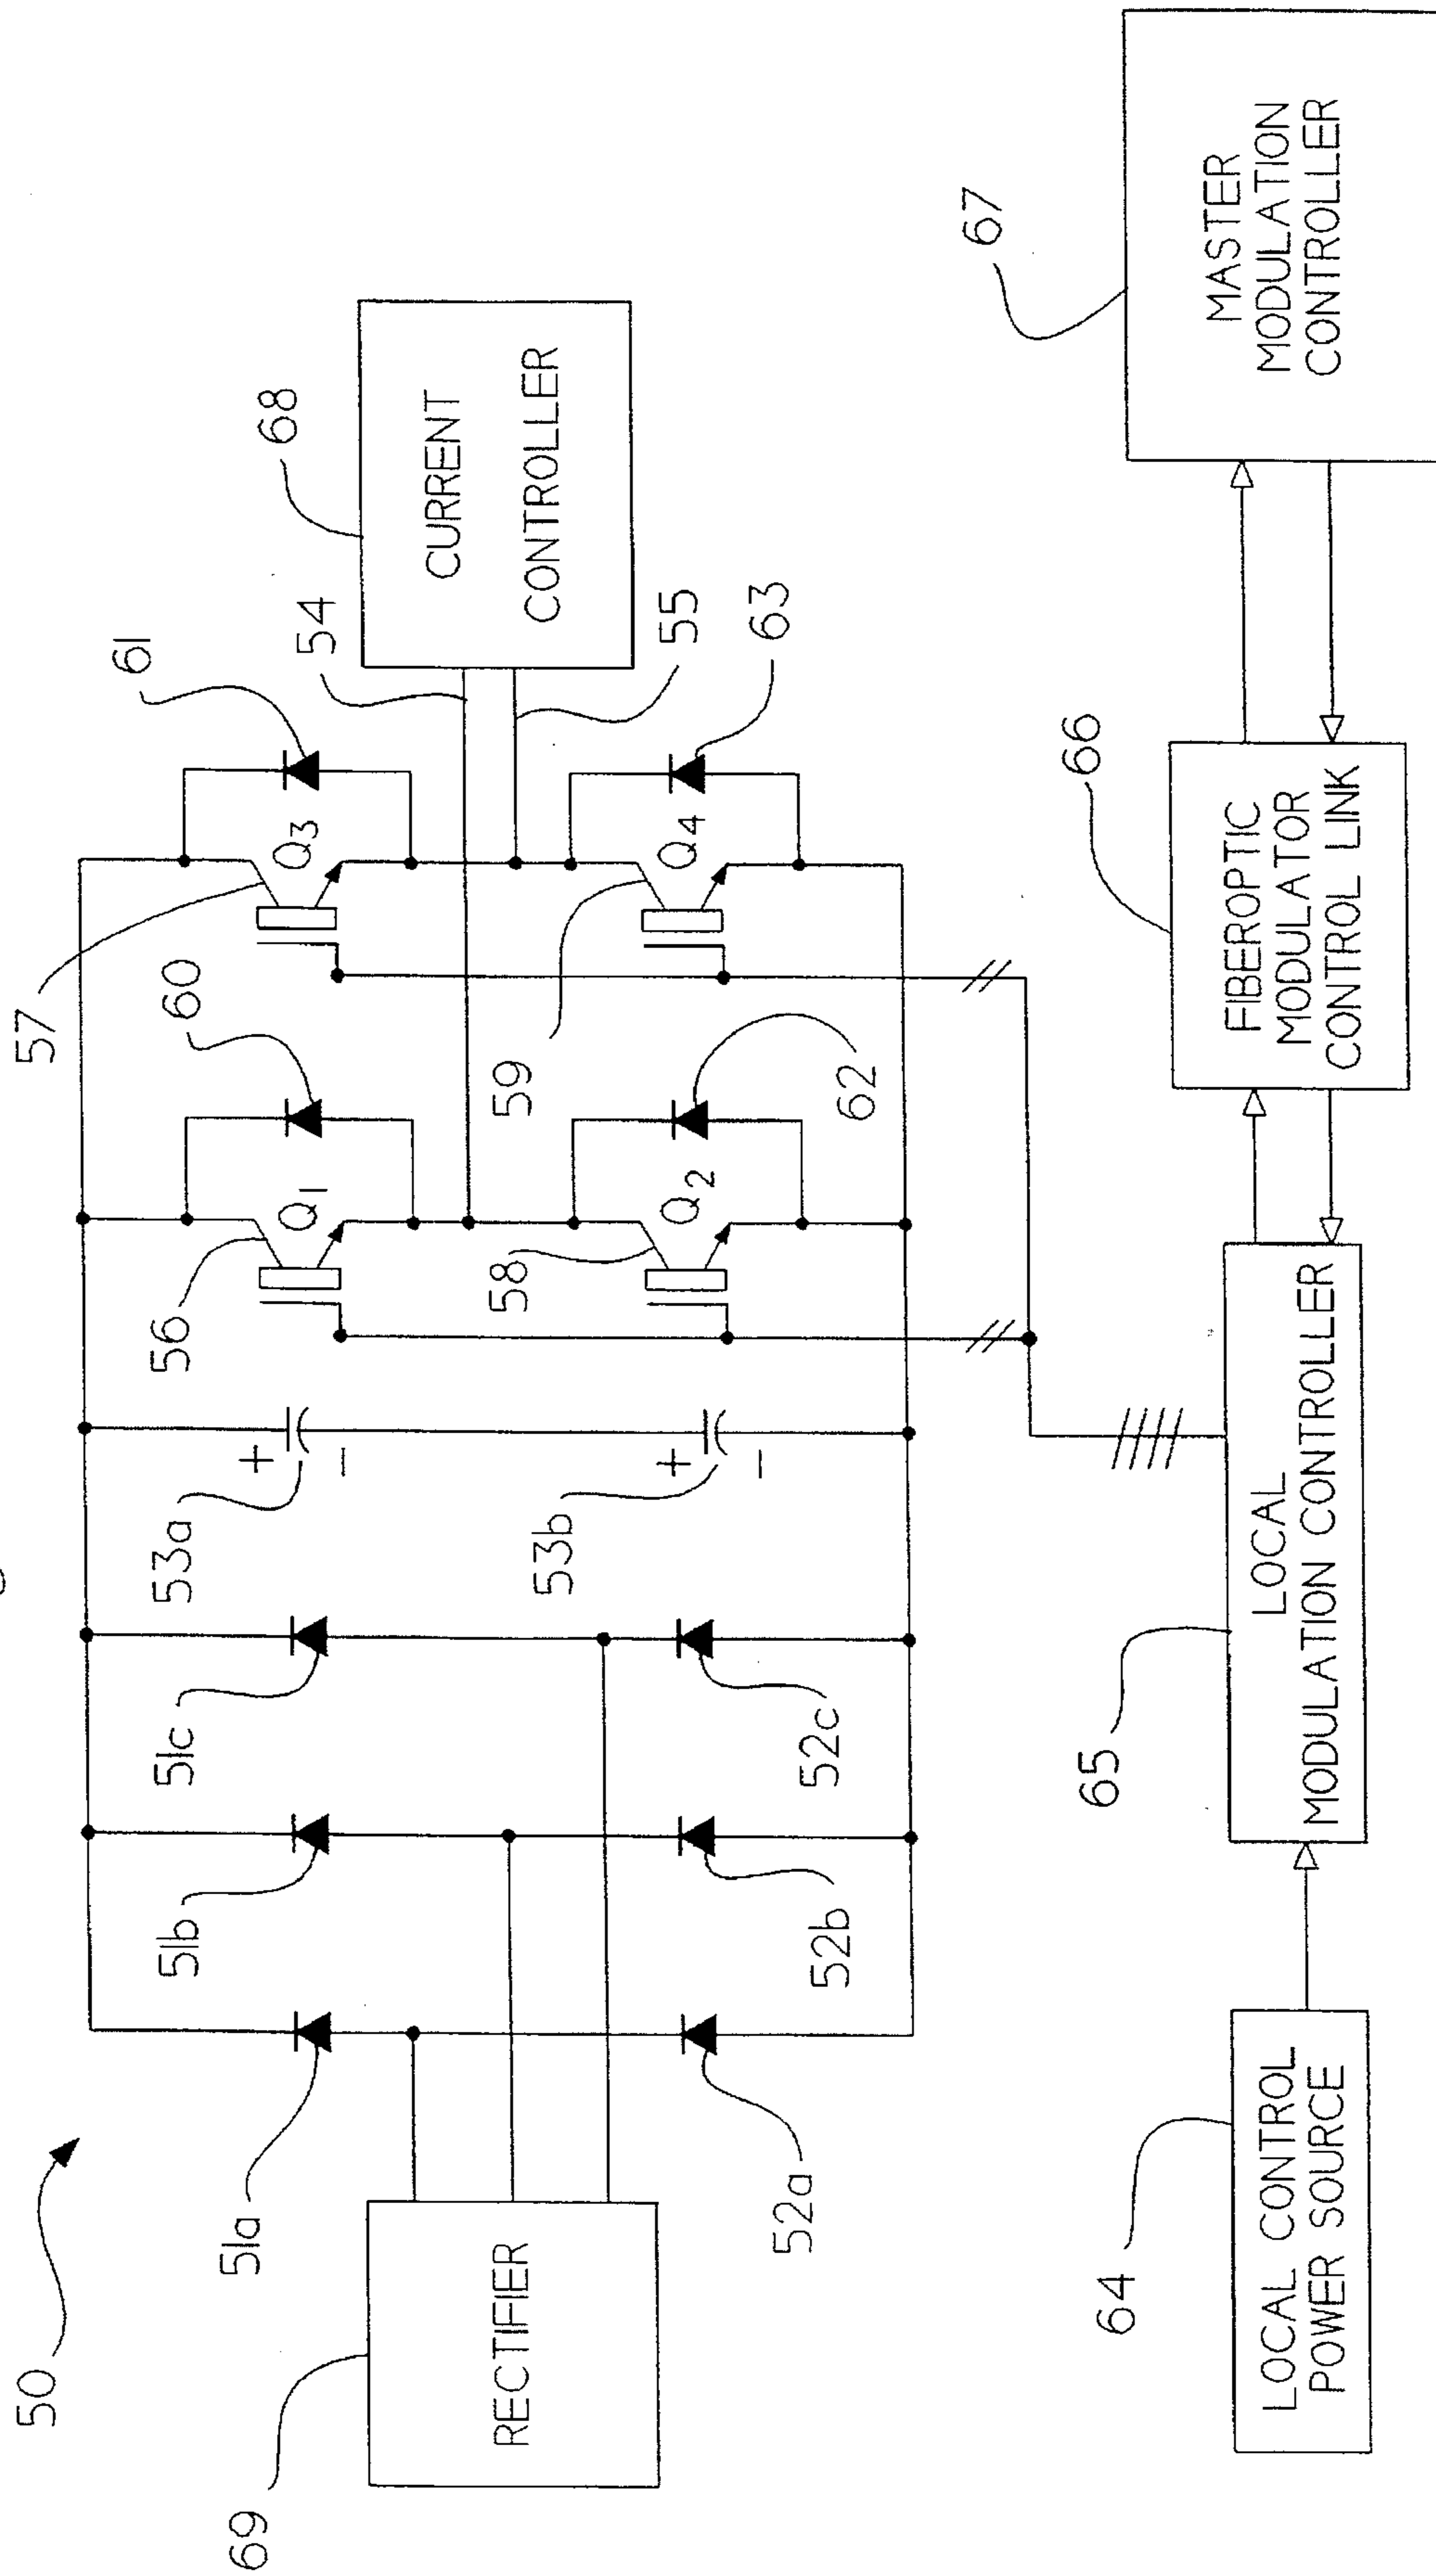 50
51a
51b
51c
53a
+
−
56
Q1
60
57
Q3
61
54
68
CURRENT
CONTROLLER
69
RECTIFIER
52a
52b
52c
53b
+
−
58
Q2
62
59
Q4
63
55
64
LOCAL CONTROL
POWER SOURCE
65
LOCAL
MODULATION CONTROLLER
66
FIBEROPTIC
MODULATOR
CONTROL LINK
67
MASTER
MODULATION
CONTROLLER